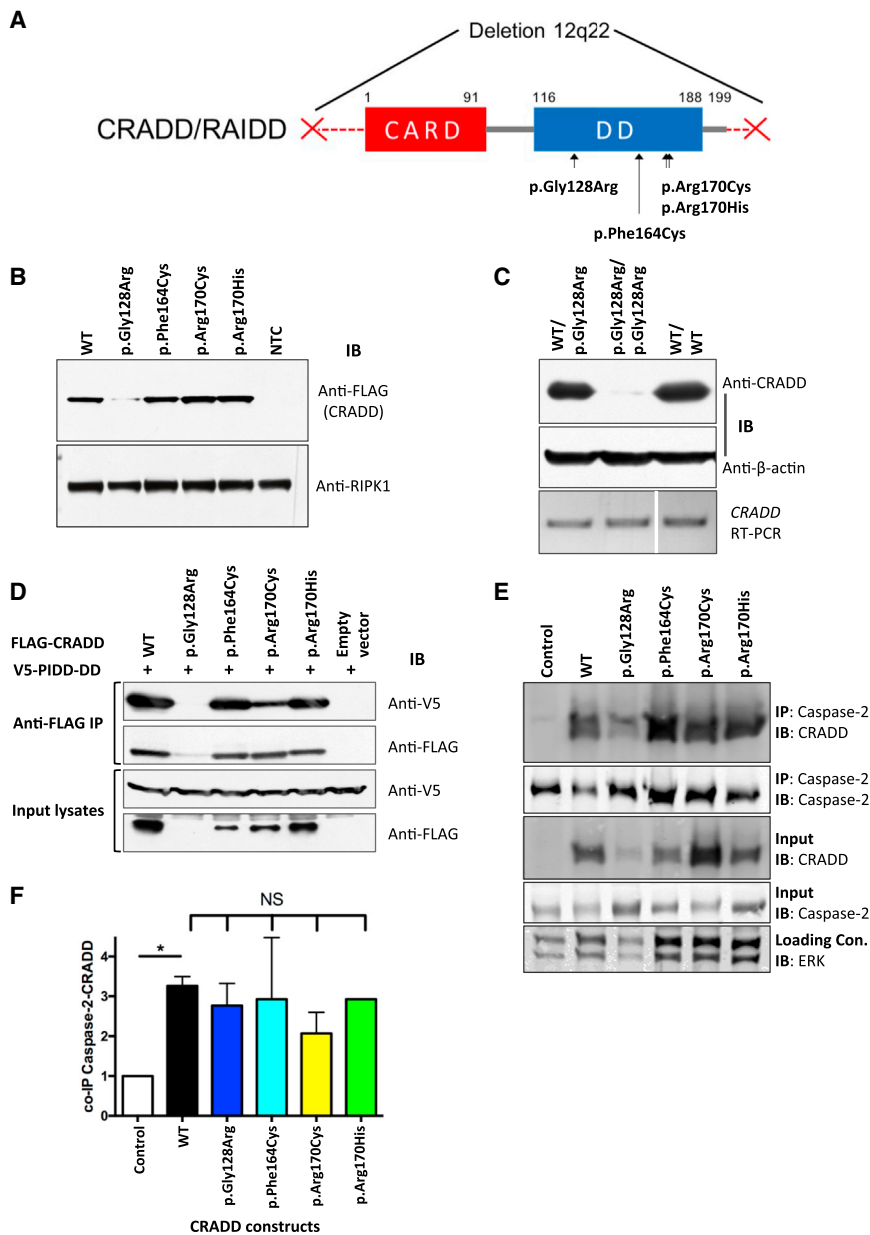 A
Deletion 12q22
CRADD/RAIDD
1 91 116 188 199
CARD DD
p.Gly128Arg
p.Arg170Cys
p.Arg170His
p.Phe164Cys
B
WT
p.Gly128Arg
p.Phe164Cys
p.Arg170Cys
p.Arg170His
NTC
IB
Anti-FLAG
(CRADD)
Anti-RIPK1
C
WT/
p.Gly128Arg
p.Gly128Arg/
p.Gly128Arg
WT/
WT
Anti-CRADD
IB
Anti-β-actin
CRADD
RT-PCR
D
FLAG-CRADD
WT
p.Gly128Arg
p.Phe164Cys
p.Arg170Cys
p.Arg170His
Empty
vector
IB
V5-PIDD-DD + + + + + +
Anti-FLAG IP
Anti-V5
Anti-FLAG
Input lysates
Anti-V5
Anti-FLAG
E
Control
WT
p.Gly128Arg
p.Phe164Cys
p.Arg170Cys
p.Arg170His
IP: Caspase-2
IB: CRADD
IP: Caspase-2
IB: Caspase-2
Input
IB: CRADD
Input
IB: Caspase-2
Loading Con.
IB: ERK
F
NS
*
co-IP Caspase-2-CRADD
4
3
2
1
0
Control
WT
p.Gly128Arg
p.Phe164Cys
p.Arg170Cys
p.Arg170His
CRADD constructs